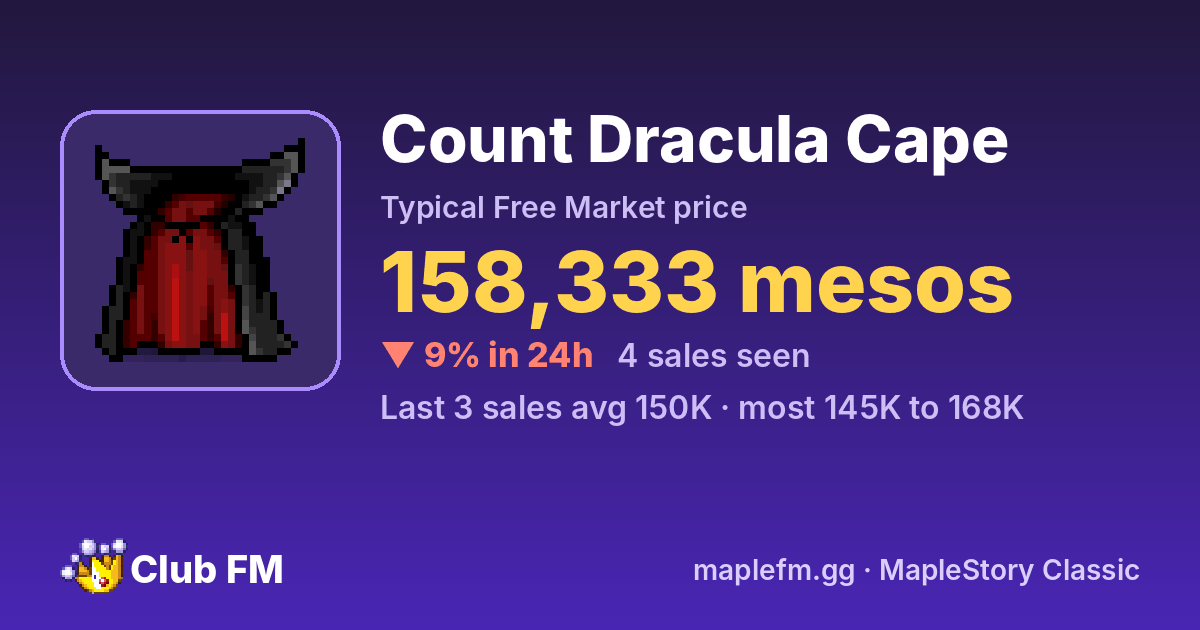 Count Dracula Cape
Typical Free Market price
158,333 mesos
▼ 9% in 24h 4 sales seen
Last 3 sales avg 150K · most 145K to 168K
Club FM
maplefm.gg · MapleStory Classic